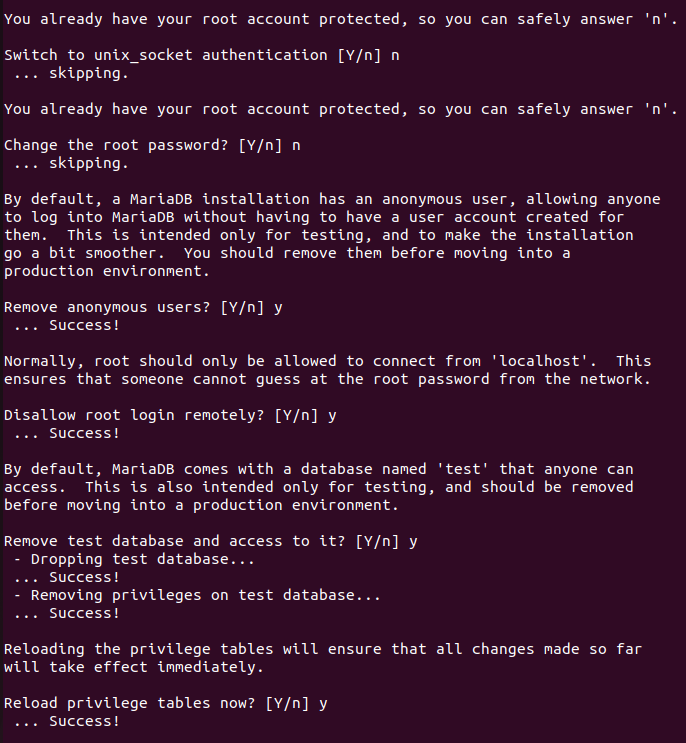 You already have your root account protected, so you can safely answer 'n'.
Switch to unix_socket authentication [Y/n] n
 ... skipping.
You already have your root account protected, so you can safely answer 'n'.
Change the root password? [Y/n] n
 ... skipping.
By default, a MariaDB installation has an anonymous user, allowing anyone
to log into MariaDB without having to have a user account created for
them.  This is intended only for testing, and to make the installation
go a bit smoother.  You should remove them before moving into a
production environment.
Remove anonymous users? [Y/n] y
 ... Success!
Normally, root should only be allowed to connect from 'localhost'.  This
ensures that someone cannot guess at the root password from the network.
Disallow root login remotely? [Y/n] y
 ... Success!
By default, MariaDB comes with a database named 'test' that anyone can
access.  This is also intended only for testing, and should be removed
before moving into a production environment.
Remove test database and access to it? [Y/n] y
 - Dropping test database...
 ... Success!
 - Removing privileges on test database...
 ... Success!
Reloading the privilege tables will ensure that all changes made so far
will take effect immediately.
Reload privilege tables now? [Y/n] y
 ... Success!